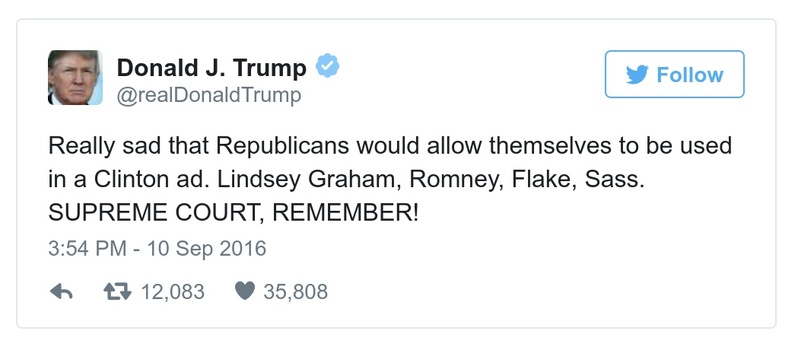 Donald J. Trump
Follow
@realDonaldTrump
Really sad that Republicans would allow themselves to be used
in a Clinton ad. Lindsey Graham, Romney, Flake, Sass.
SUPREME COURT, REMEMBER!
3:54 PM - 10 Sep 2016
12,083 35,808